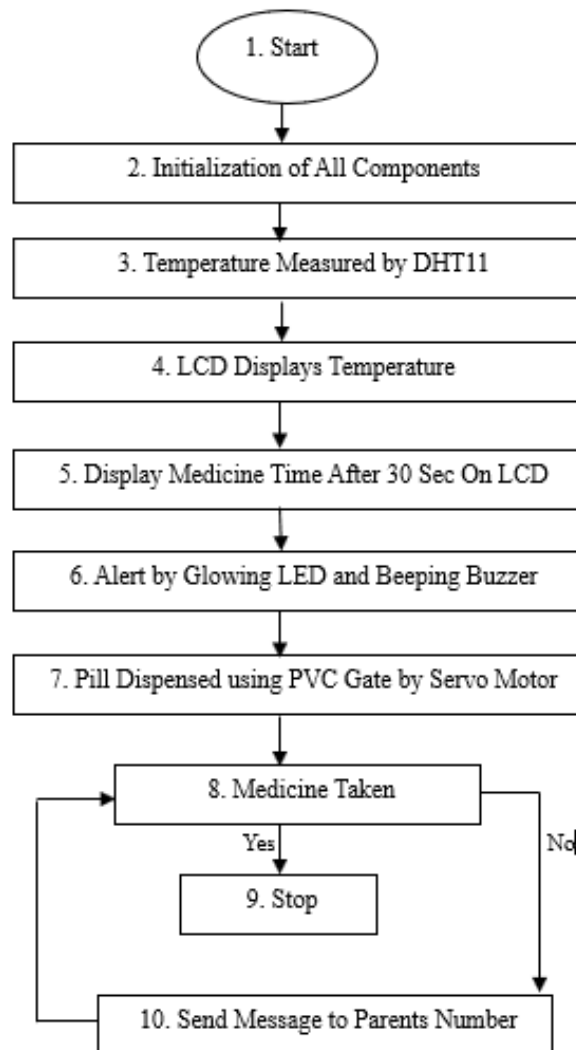 1. Start
2. Initialization of All Components
3. Temperature Measured by DHT11
4. LCD Displays Temperature
5. Display Medicine Time After 30 Sec On LCD
6. Alert by Glowing LED and Beeping Buzzer
7. Pill Dispensed using PVC Gate by Servo Motor
8. Medicine Taken
Yes
No
9. Stop
10. Send Message to Parents Number